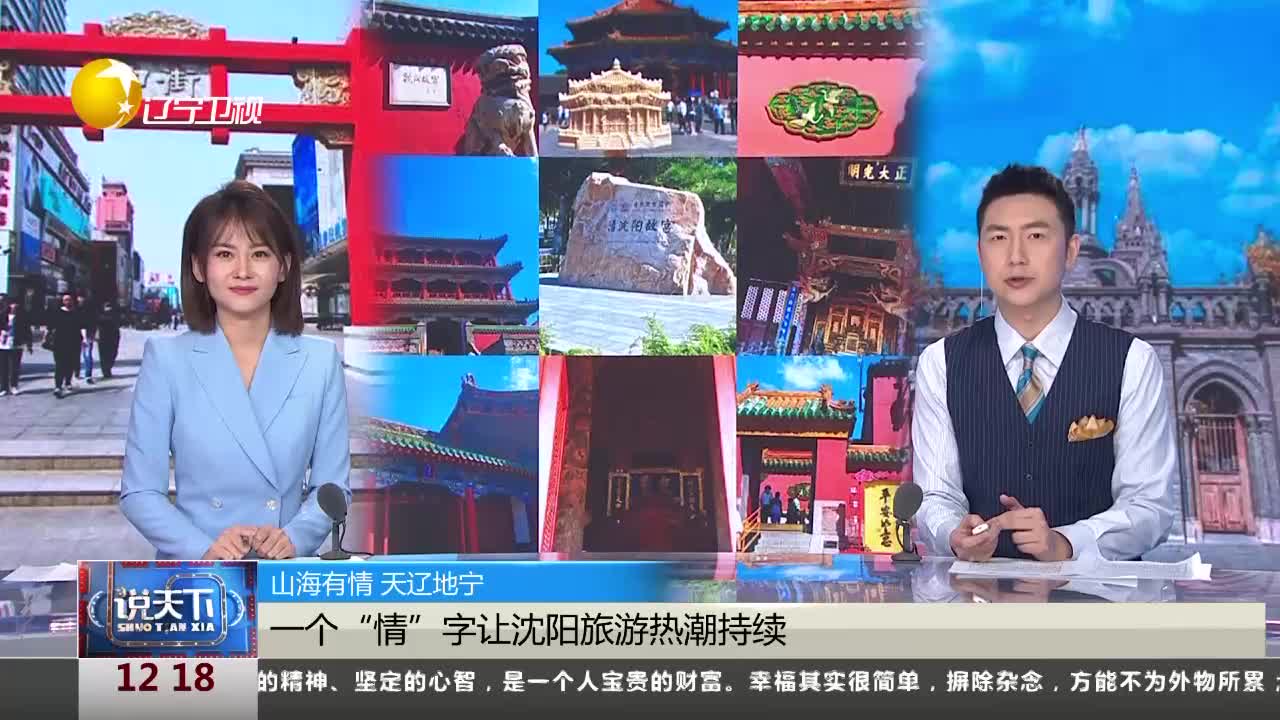 街
辽宁卫视
沈阳故宫
正大光明
清沈阳故宫
平安
山海有情 天辽地宁
说天下
SHUO TIAN XIA
一个“情”字让沈阳旅游热潮持续
12 18
的精神、坚定的心智，是一个人宝贵的财富。幸福其实很简单，摒除杂念，方能不为外物所累